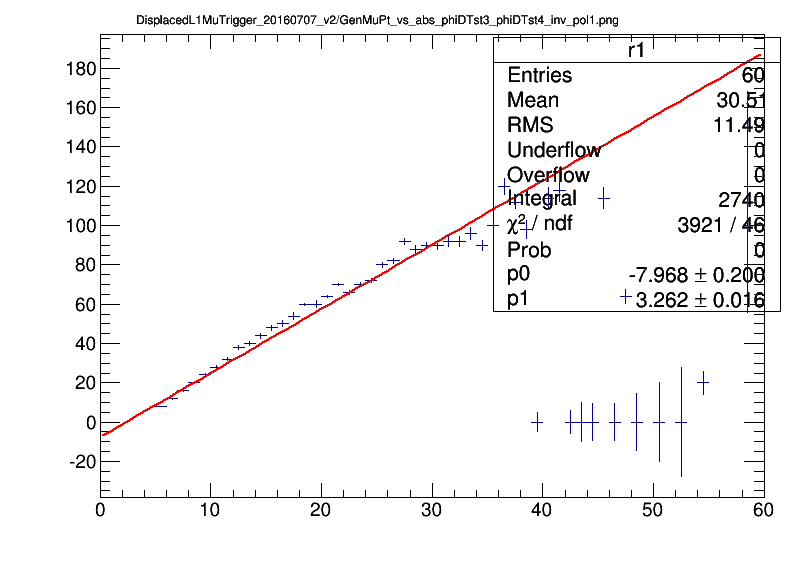 DisplacedL1MuTrigger_20160707_v2/GenMuPt_vs_abs_phiDTst3_phiDTst4_inv_pol1.png
r1
Entries 60
Mean 30.51
RMS 11.49
Underflow 0
Overflow 0
Integral 2740
χ² / ndf 3921 / 46
Prob 0
p0 -7.968 ± 0.200
p1 3.262 ± 0.016
180
160
140
120
100
80
60
40
20
0
-20
0 10 20 30 40 50 60